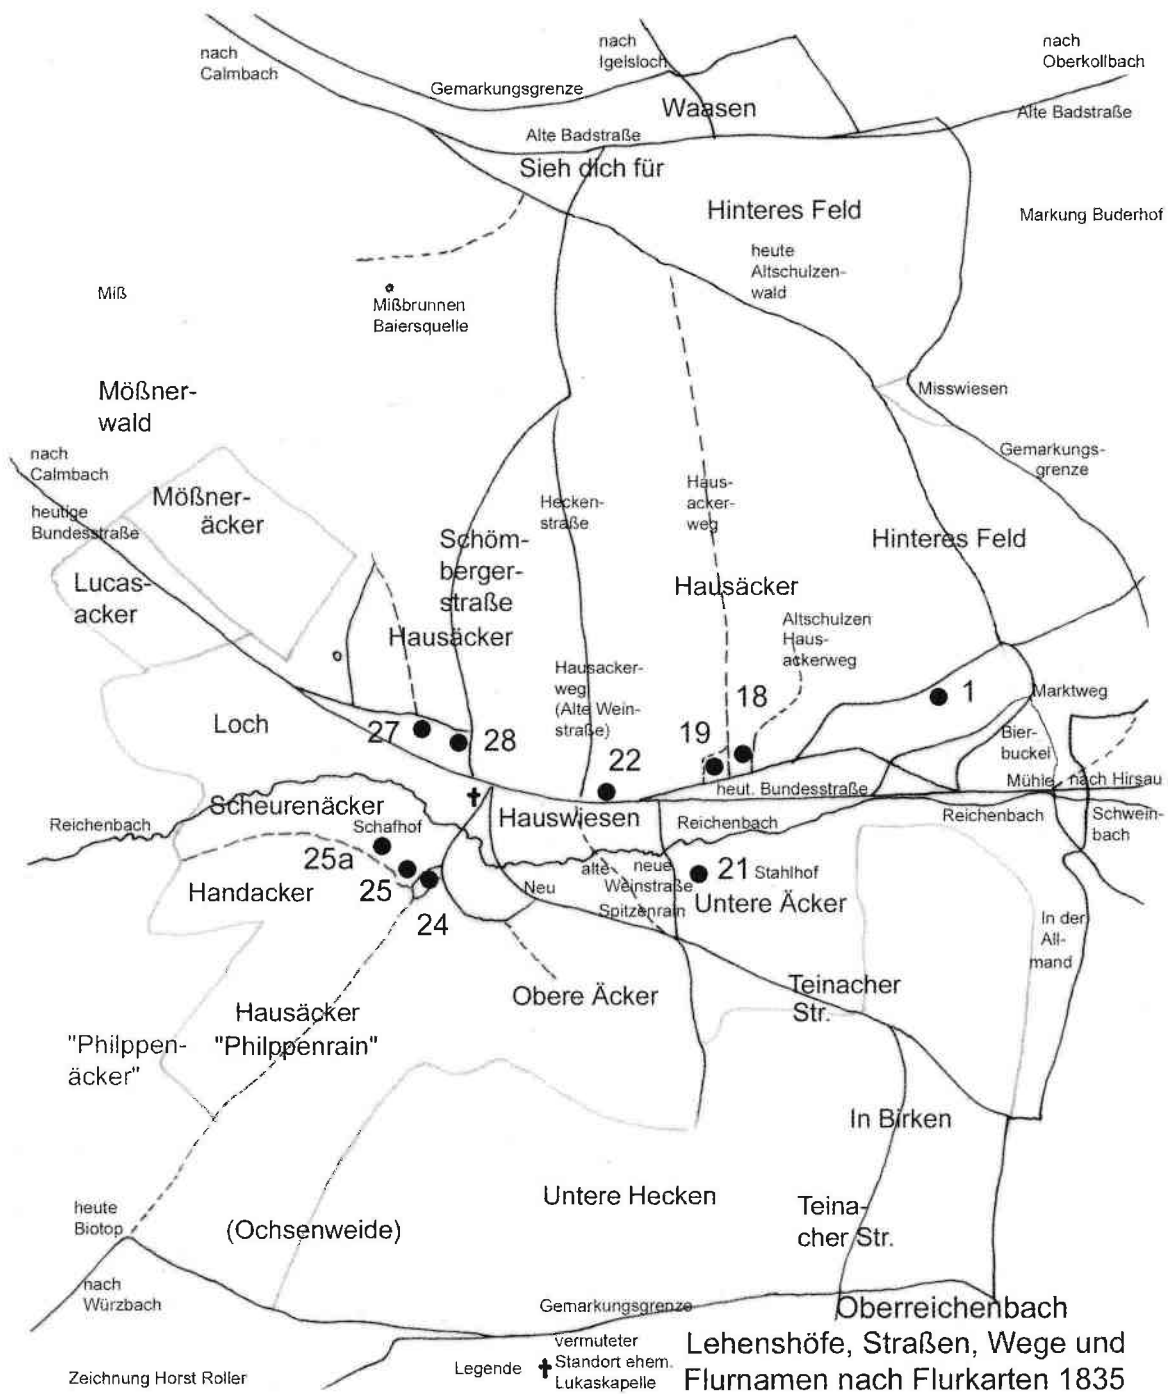 nach
Calmbach
nach
Igelsloch
nach
Oberkollbach
Gemarkungsgrenze
Waasen
Alte Badstraße
Alte Badstraße
Sieh dich für
Hinteres Feld
Markung Buderhof
heute
Altschulzen-
wald
Miß
Mißbrunnen
Baiersquelle
Mößner-
wald
Misswiesen
nach
Calmbach
Gemarkungs-
grenze
heutige
Bundesstraße
Mößner-
äcker
Hecken-
straße
Haus-
acker-
weg
Schöm-
berger-
straße
Hinteres Feld
Lucas-
acker
Hausäcker
Hausäcker
Altschulzen
Haus-
ackerweg
Hausacker-
weg
(Alte Wein-
straße)
18
1
Marktweg
Loch
27
28
19
22
Bier-
buckel
Mühle
nach Hirsau
heut. Bundesstraße
Scheurenäcker
Hauswiesen
Reichenbach
Reichenbach
Reichenbach
Schwein-
bach
Schafhof
25a
25
24
Handacker
alte
neue
Weinstraße
Neu
Spitzenrain
21 Stahlhof
Untere Äcker
In der
All-
mand
Obere Äcker
Teinacher
Str.
Hausäcker
"Philppenrain"
"Philppen-
äcker"
In Birken
Untere Hecken
Teina-
cher Str.
heute
Biotop
(Ochsenweide)
nach
Würzbach
Gemarkungsgrenze
Oberreichenbach
Lehenshöfe, Straßen, Wege und
Flurnamen nach Flurkarten 1835
Legende
vermuteter
Standort ehem.
Lukaskapelle
Zeichnung Horst Roller